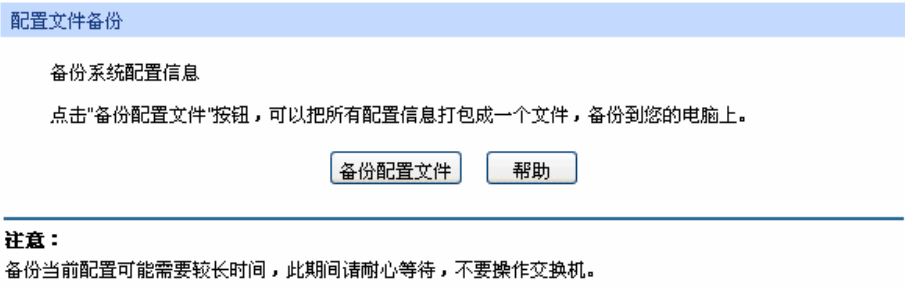 配置文件备份
备份系统配置信息
点击"备份配置文件"按钮，可以把所有配置信息打包成一个文件，备份到您的电脑上。
备份配置文件 帮助
注意：
备份当前配置可能需要较长时间，此期间请耐心等待，不要操作交换机。